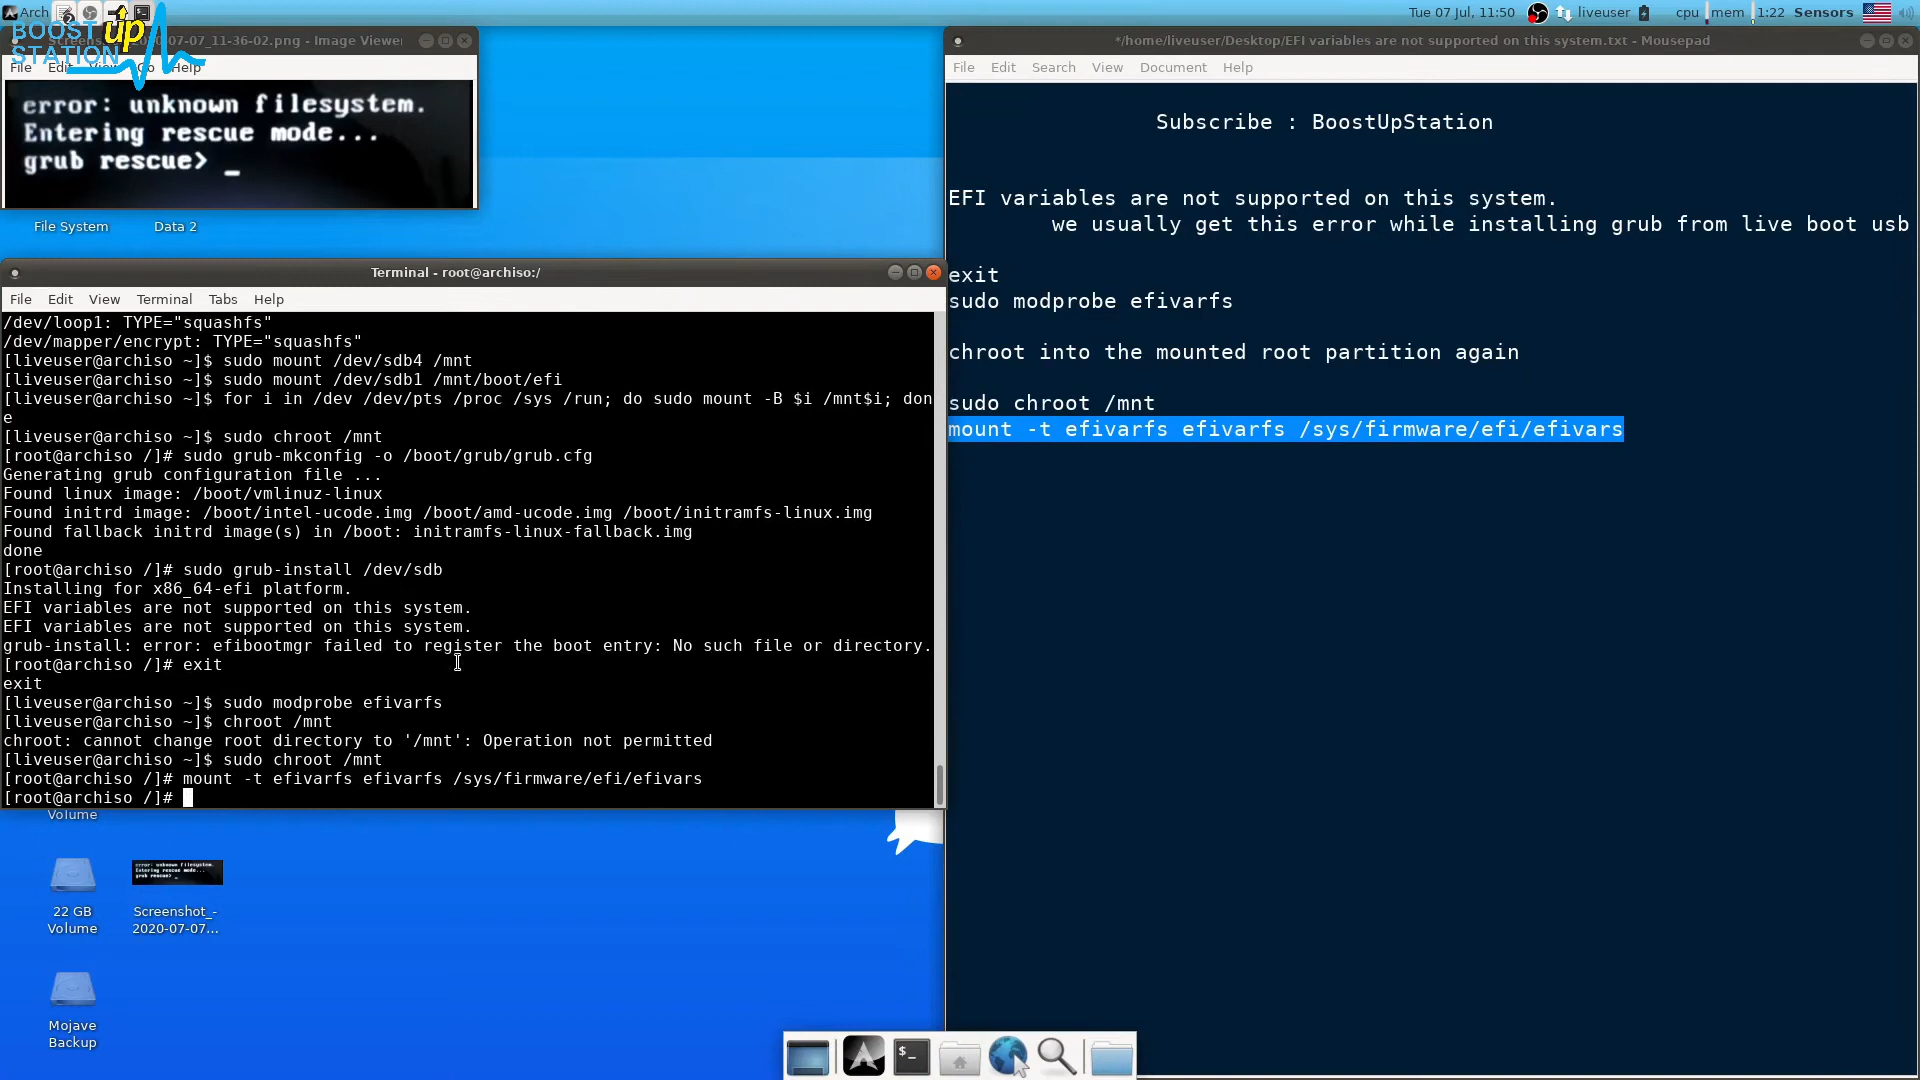 Arch
Tue 07 Jul, 11:50
liveuser
cpu
mem
1:22
Sensors
BOOST up
STATION
07-07_11-36-02.png - Image Viewer
File Edit View Go Help
error: unknown filesystem.
Entering rescue mode...
grub rescue> _
File System
Data 2
Terminal - root@archiso:/
File Edit View Terminal Tabs Help
/dev/loop1: TYPE="squashfs"
/dev/mapper/encrypt: TYPE="squashfs"
[liveuser@archiso ~]$ sudo mount /dev/sdb4 /mnt
[liveuser@archiso ~]$ sudo mount /dev/sdb1 /mnt/boot/efi
[liveuser@archiso ~]$ for i in /dev /dev/pts /proc /sys /run; do sudo mount -B $i /mnt$i; don
e
[liveuser@archiso ~]$ sudo chroot /mnt
[root@archiso /]# sudo grub-mkconfig -o /boot/grub/grub.cfg
Generating grub configuration file ...
Found linux image: /boot/vmlinuz-linux
Found initrd image: /boot/intel-ucode.img /boot/amd-ucode.img /boot/initramfs-linux.img
Found fallback initrd image(s) in /boot: initramfs-linux-fallback.img
done
[root@archiso /]# sudo grub-install /dev/sdb
Installing for x86_64-efi platform.
EFI variables are not supported on this system.
EFI variables are not supported on this system.
grub-install: error: efibootmgr failed to register the boot entry: No such file or directory.
[root@archiso /]# exit
exit
[liveuser@archiso ~]$ sudo modprobe efivarfs
[liveuser@archiso ~]$ chroot /mnt
chroot: cannot change root directory to '/mnt': Operation not permitted
[liveuser@archiso ~]$ sudo chroot /mnt
[root@archiso /]# mount -t efivarfs efivarfs /sys/firmware/efi/efivars
[root@archiso /]#
Volume
22 GB
Volume
error: unknown filesystem.
Entering rescue mode...
grub rescue> _
Screenshot_-
2020-07-07...
Mojave
Backup
*/home/liveuser/Desktop/EFI variables are not supported on this system.txt - Mousepad
File Edit Search View Document Help
Subscribe : BoostUpStation
EFI variables are not supported on this system.
we usually get this error while installing grub from live boot usb
exit
sudo modprobe efivarfs
chroot into the mounted root partition again
sudo chroot /mnt
mount -t efivarfs efivarfs /sys/firmware/efi/efivars